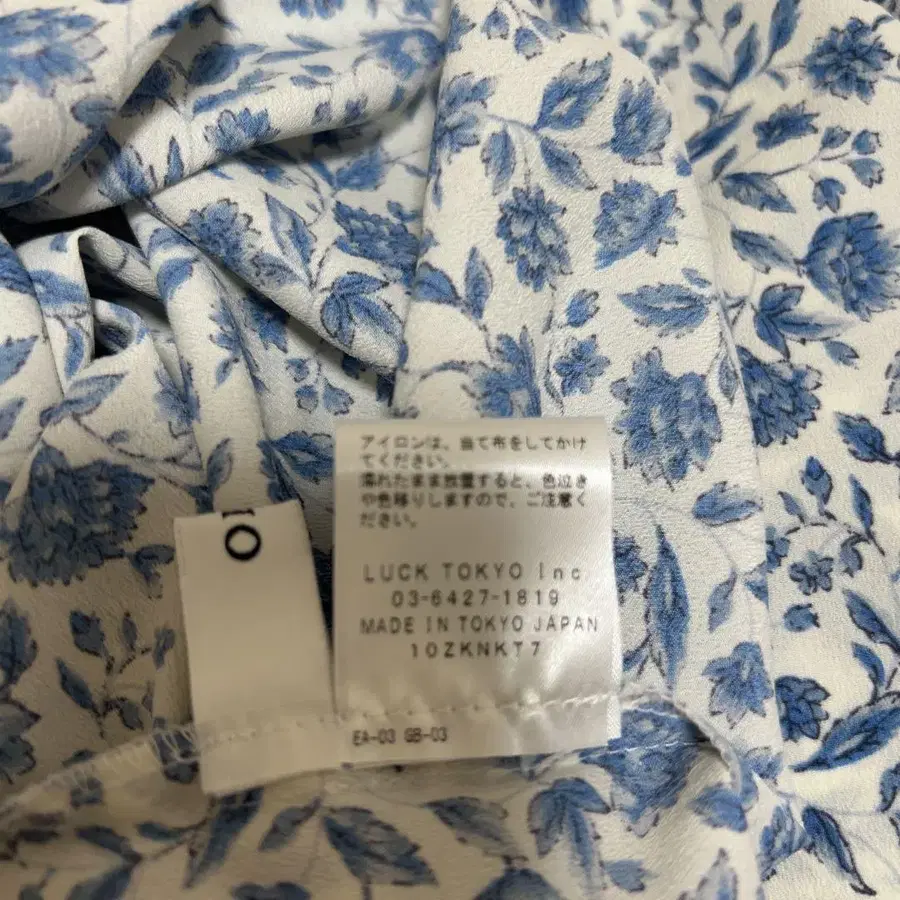 アイロンは、当て布をしてかけ
てください。
濡れたまま放置すると、色泣き
や色移りしますので、ご注意く
ださい。
LUCK TOKYO Inc
03-6427-1819
MADE IN TOKYO JAPAN
10ZKNKT7
EA-03 GB-03
O